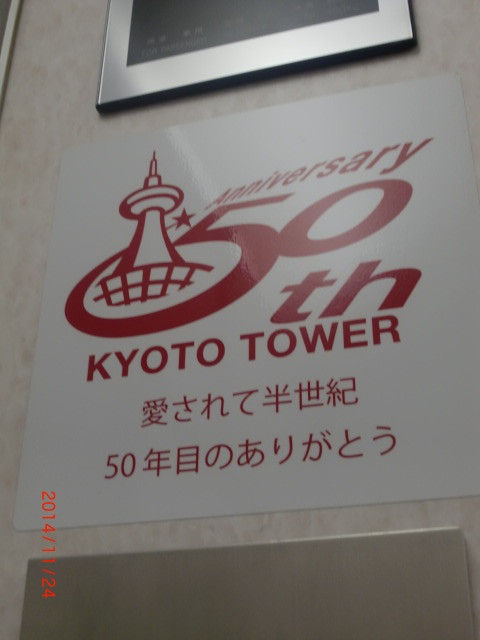 Anniversary
50th
KYOTO TOWER
愛されて半世紀
50年目のありがとう
2014/11/24